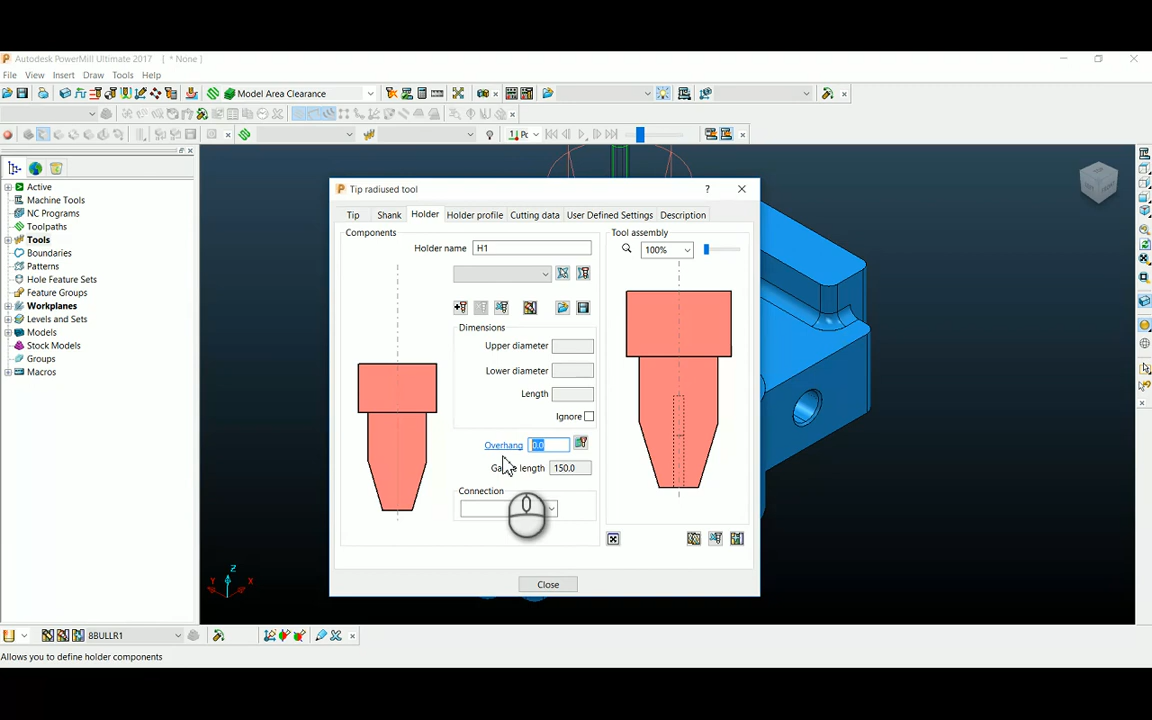 Autodesk PowerMill Ultimate 2017 [ * None ]
File View Insert Draw Tools Help
Model Area Clearance
Pc
Active
Machine Tools
NC Programs
Toolpaths
Tools
Boundaries
Patterns
Hole Feature Sets
Feature Groups
Workplanes
Levels and Sets
Models
Stock Models
Groups
Macros
Tip radiused tool
Tip Shank Holder Holder profile Cutting data User Defined Settings Description
Components
Holder name H1
Dimensions
Upper diameter
Lower diameter
Length
Ignore
Overhang 0.0
length 150.0
Connection
Tool assembly
100%
Close
Z
Y X
8BULLR1
Allows you to define holder components